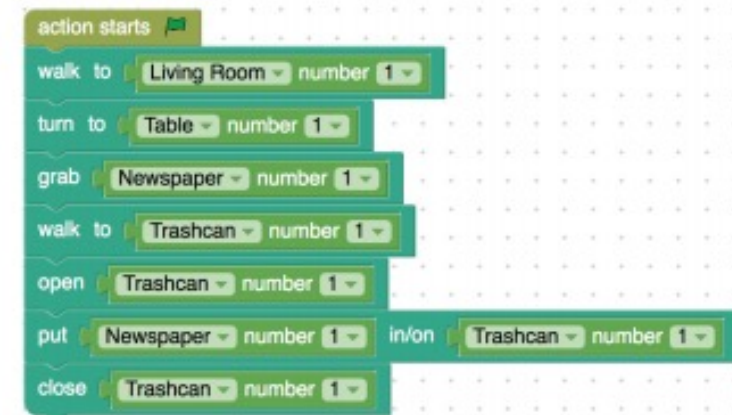 action starts
walk to Living Room number 1
turn to Table number 1
grab Newspaper number 1
walk to Trashcan number 1
open Trashcan number 1
put Newspaper number 1 in/on Trashcan number 1
close Trashcan number 1